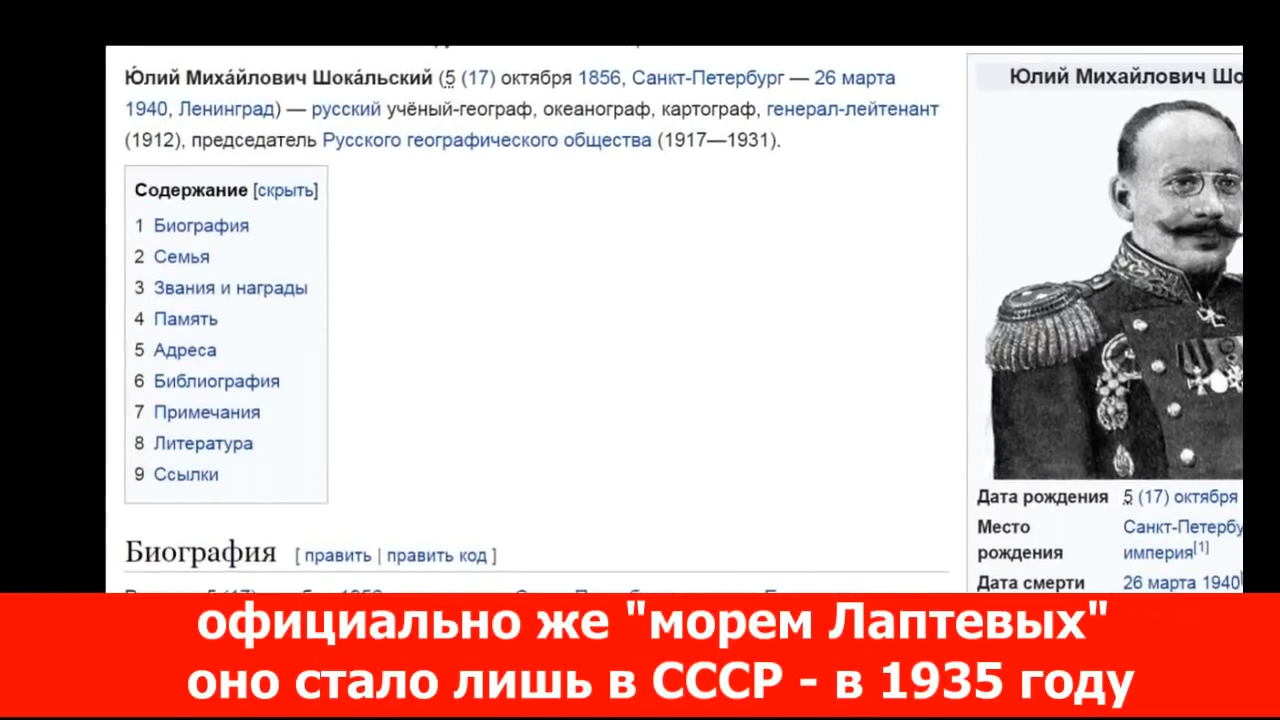 Ю́лий Миха́йлович Шока́льский (5 (17) октября 1856, Санкт-Петербург — 26 марта
1940, Ленинград) — русский учёный-географ, океанограф, картограф, генерал-лейтенант
(1912), председатель Русского географического общества (1917—1931).
Содержание [скрыть]
1 Биография
2 Семья
3 Звания и награды
4 Память
5 Адреса
6 Библиография
7 Примечания
8 Литература
9 Ссылки
Биография [ править | править код ]
Юлий Михайлович
Дата рождения 5 (17) октября
Место рождения
империя[1]
Дата смерти 26 марта 1940
официально же "морем Лаптевых"
оно стало лишь в СССР - в 1935 году